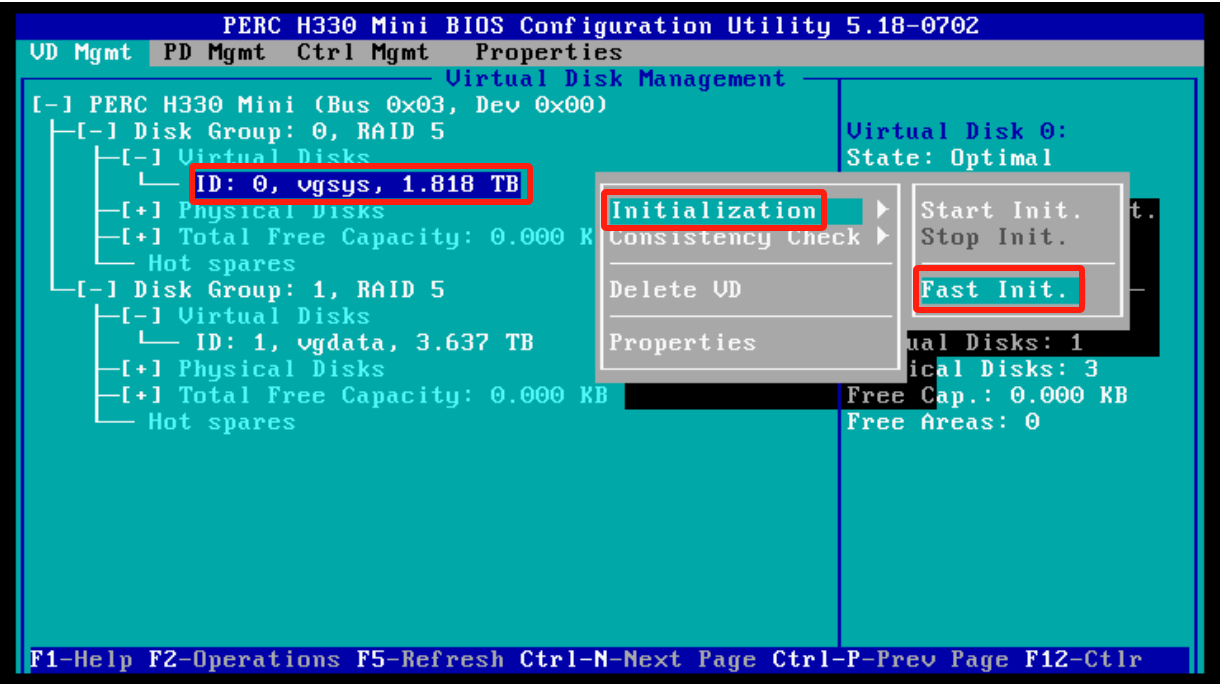 PERC H330 Mini BIOS Configuration Utility 5.18-0702
VD Mgmt PD Mgmt Ctrl Mgmt Properties
Virtual Disk Management
[-] PERC H330 Mini (Bus 0x03, Dev 0x00)
[-] Disk Group: 0, RAID 5
[-] Virtual Disks
ID: 0, vgsys, 1.818 TB
[+] Physical Disks
[+] Total Free Capacity: 0.000 K
Hot spares
[-] Disk Group: 1, RAID 5
[-] Virtual Disks
ID: 1, vgdata, 3.637 TB
[+] Physical Disks
[+] Total Free Capacity: 0.000 KB
Hot spares
Initialization
Consistency Check
Delete VD
Properties
Start Init.
Stop Init.
Fast Init.
Virtual Disk 0:
State: Optimal
t.
ual Disks: 1
ical Disks: 3
Free Cap.: 0.000 KB
Free Areas: 0
F1-Help F2-Operations F5-Refresh Ctrl-N-Next Page Ctrl-P-Prev Page F12-Ctlr